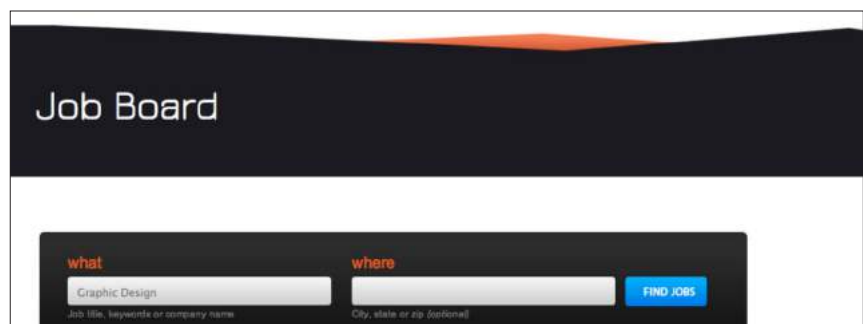 Job Board
what
where
Graphic Design
FIND JOBS
Job title, keywords or company name
City, state or zip (optional)